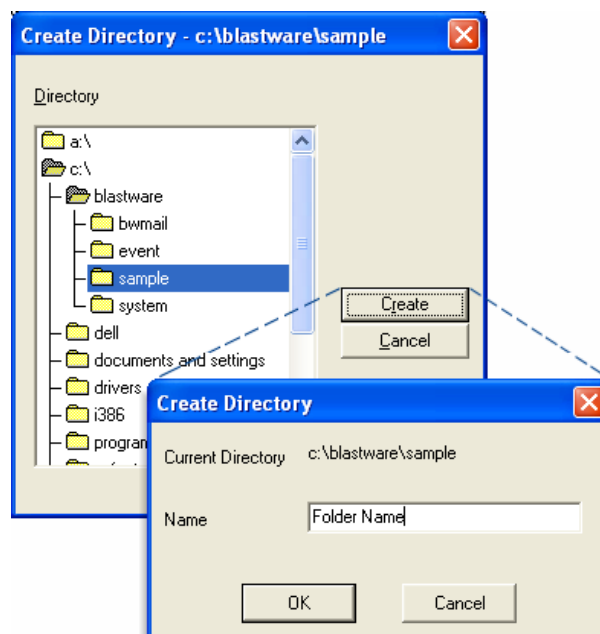 Create Directory - c:\blastware\sample
Directory
a:\
c:\
blastware
bwmail
event
sample
system
dell
documents and settings
drivers
i386
Create
Cancel
Create Directory
Current Directory c:\blastware\sample
Name Folder Name
OK Cancel